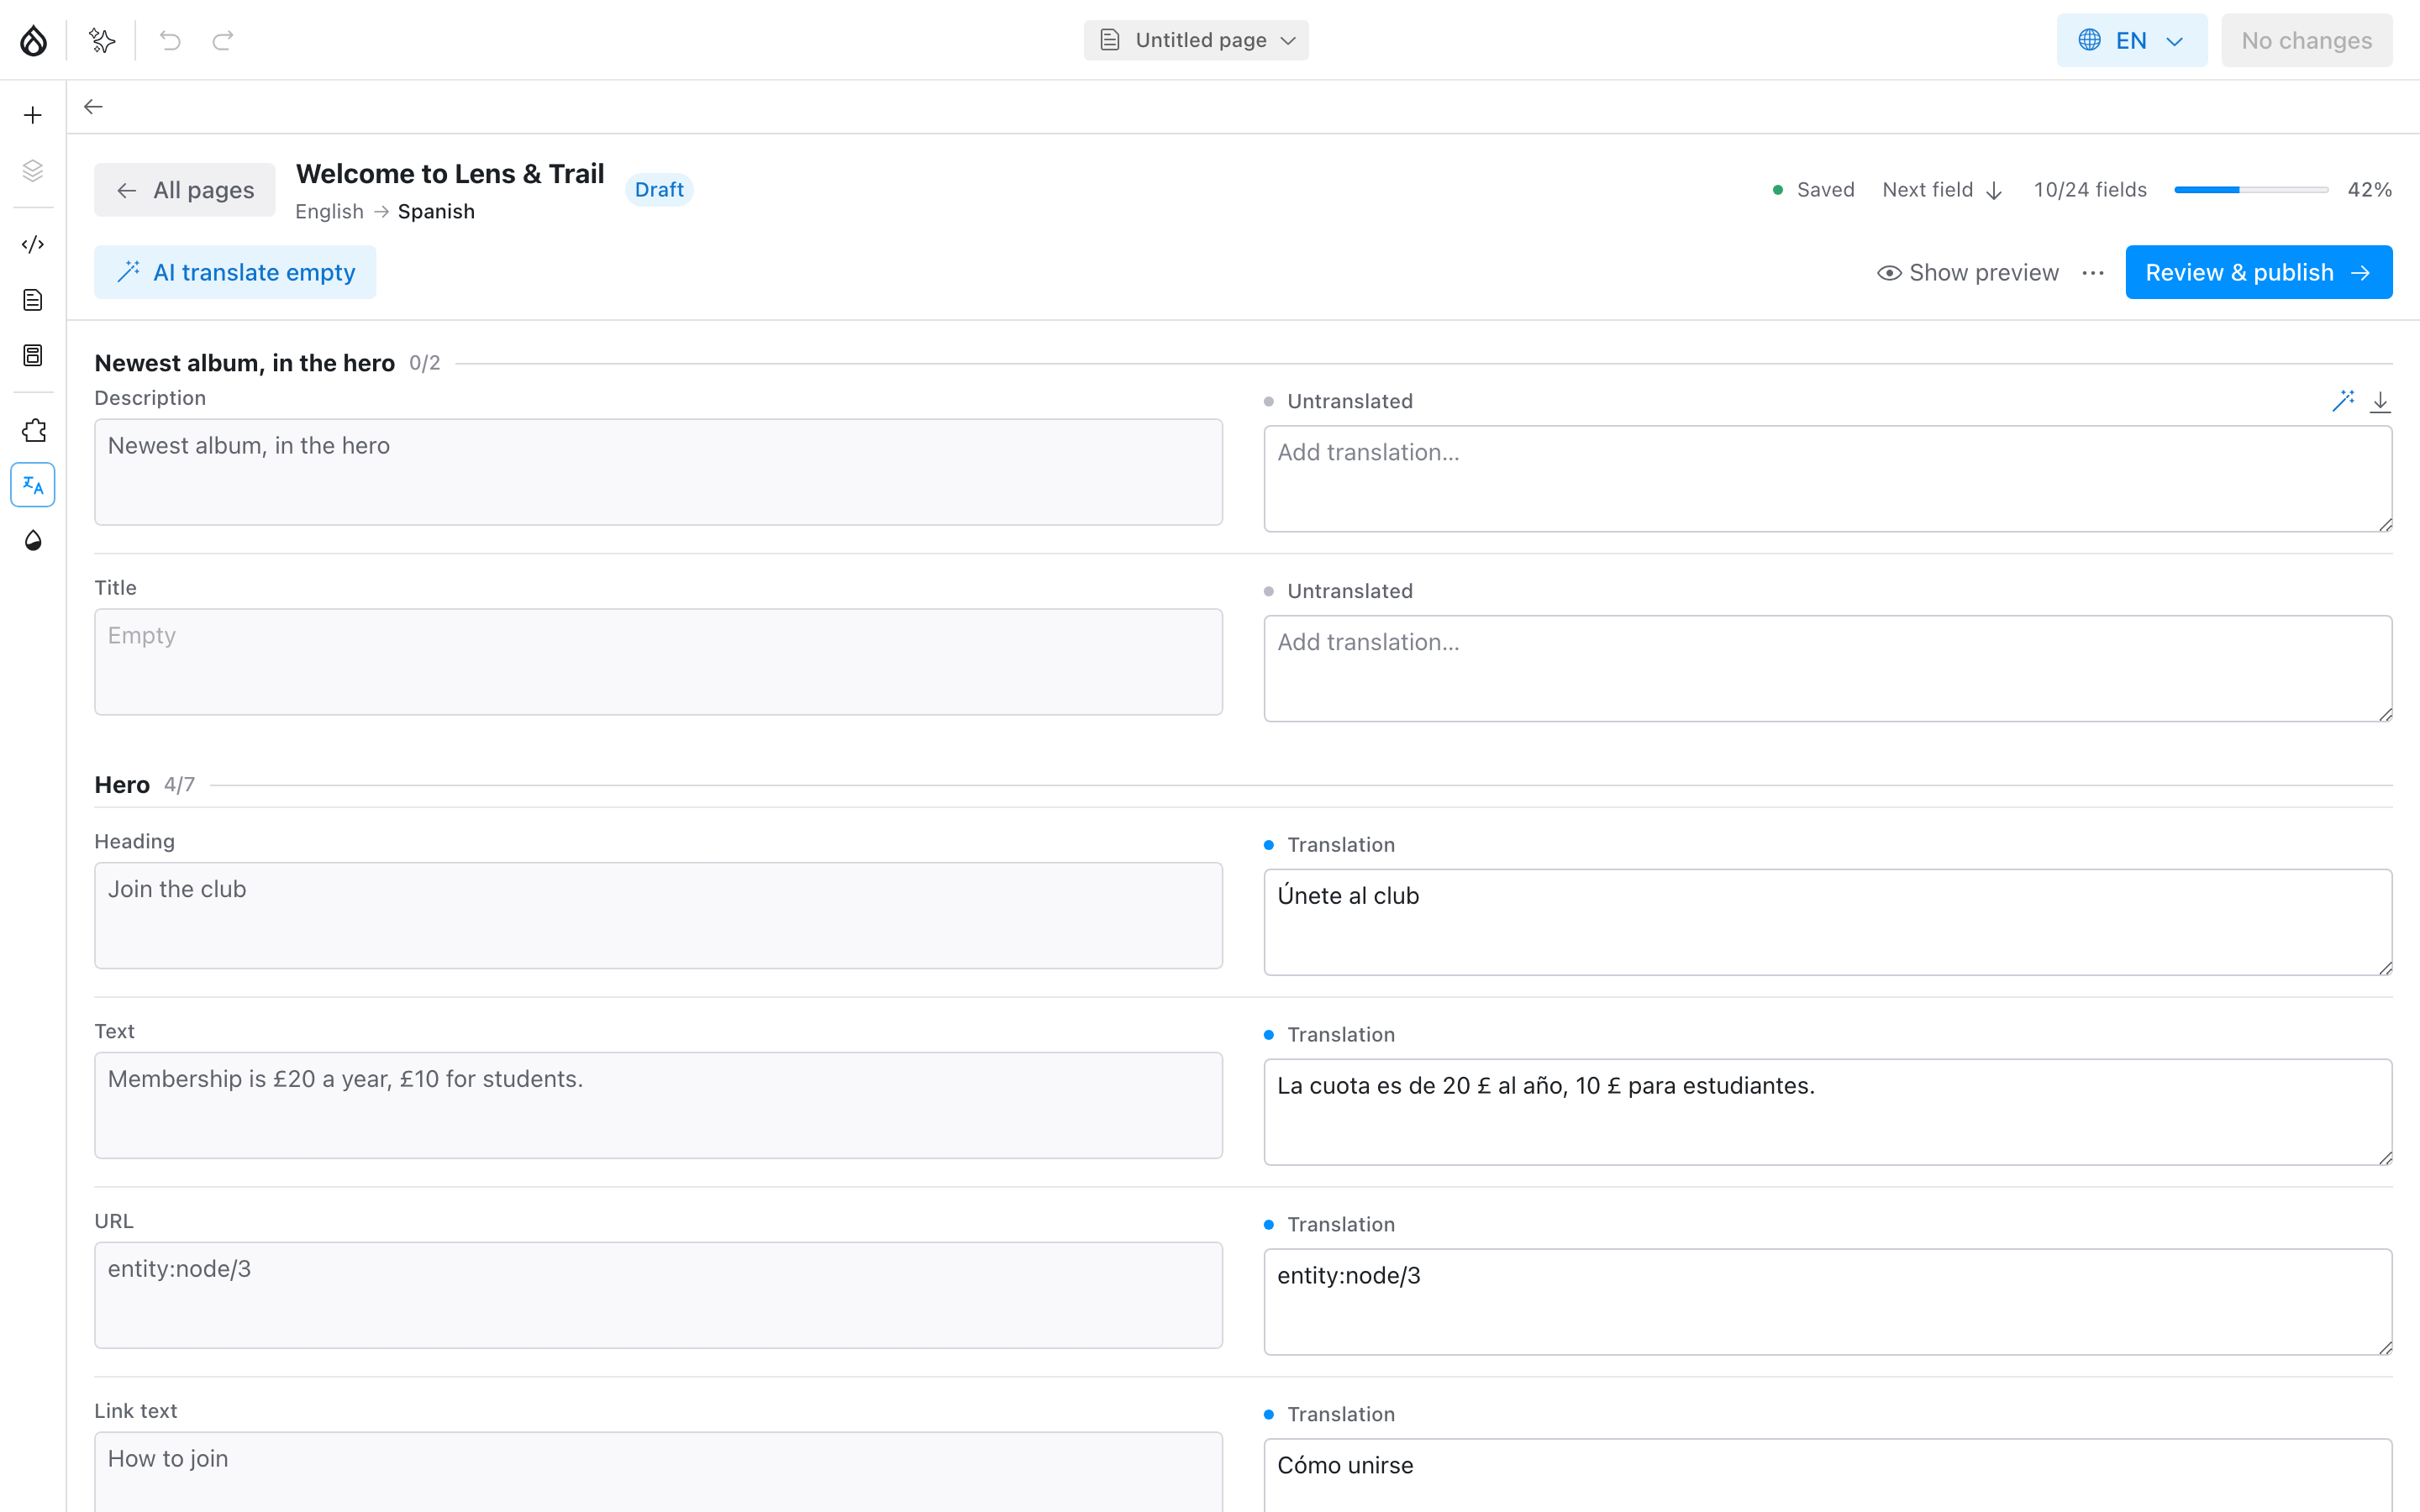 Untitled page
EN
No changes
All pages
Welcome to Lens & Trail
English → Spanish
Draft
Saved
Next field ↓
10/24 fields
42%
AI translate empty
Show preview
Review & publish →
Newest album, in the hero 0/2
Description
Untranslated
Newest album, in the hero
Add translation...
Title
Untranslated
Empty
Add translation...
Hero 4/7
Heading
Translation
Join the club
Únete al club
Text
Translation
Membership is £20 a year, £10 for students.
La cuota es de 20 £ al año, 10 £ para estudiantes.
URL
Translation
entity:node/3
entity:node/3
Link text
Translation
How to join
Cómo unirse